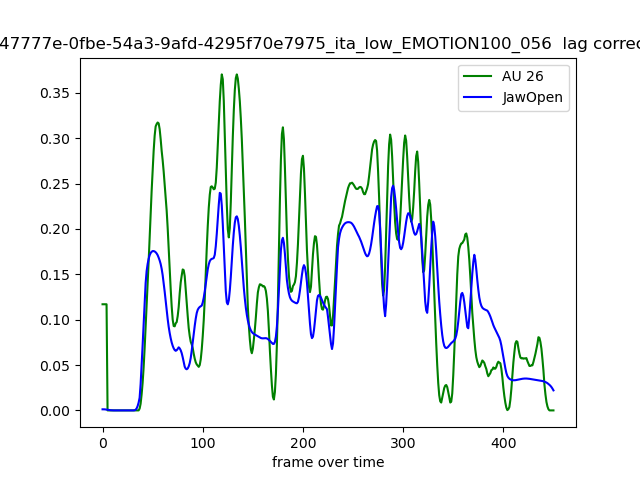 47777e-0fbe-54a3-9afd-4295f70e7975_ita_low_EMOTION100_056 lag correc
AU 26
JawOpen
0.35
0.30
0.25
0.20
0.15
0.10
0.05
0.00
0 100 200 300 400
frame over time